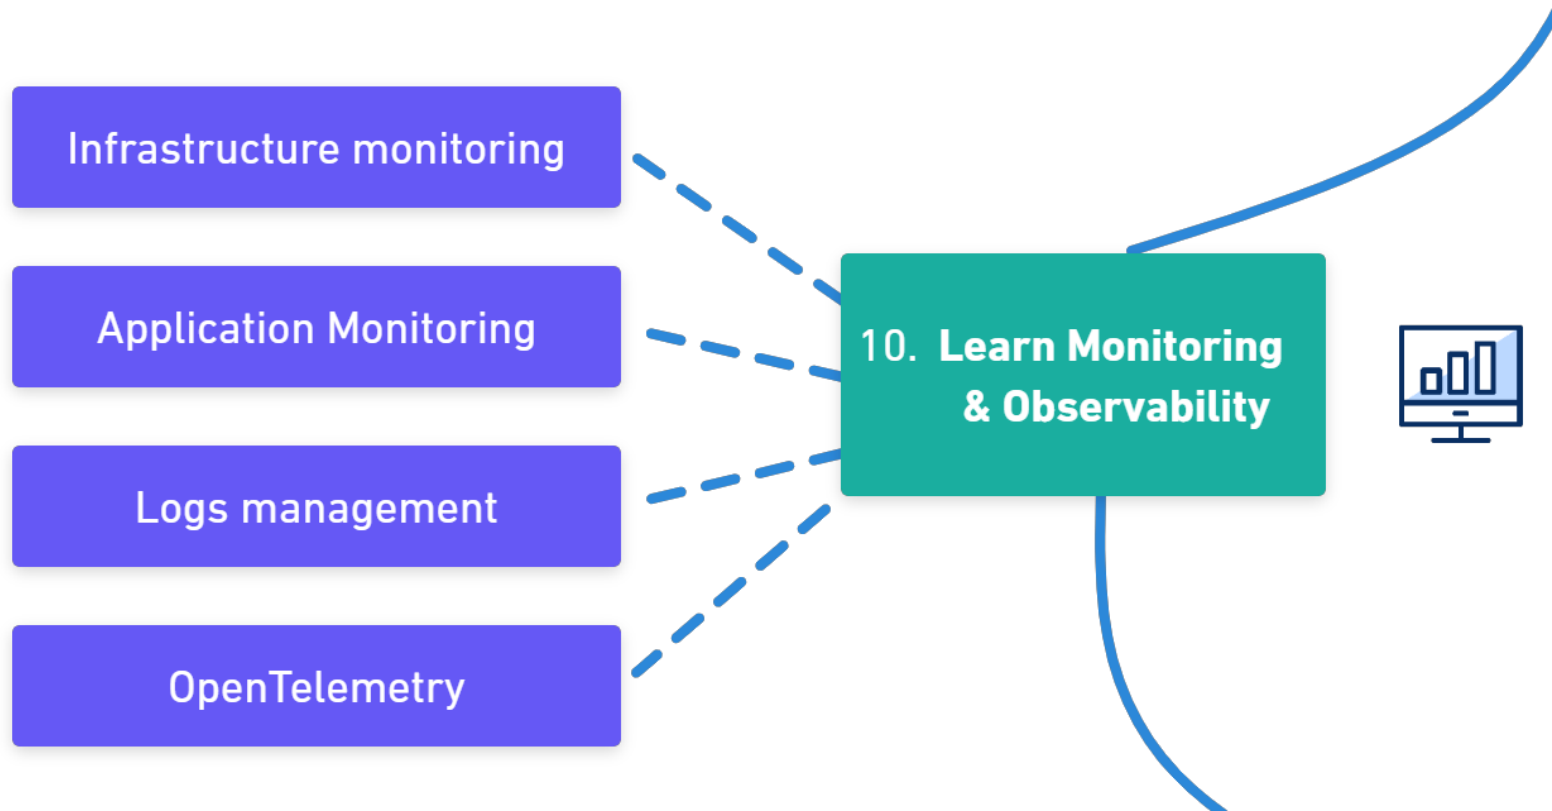 Infrastructure monitoring
Application Monitoring
Logs management
OpenTelemetry
10. Learn Monitoring
& Observability